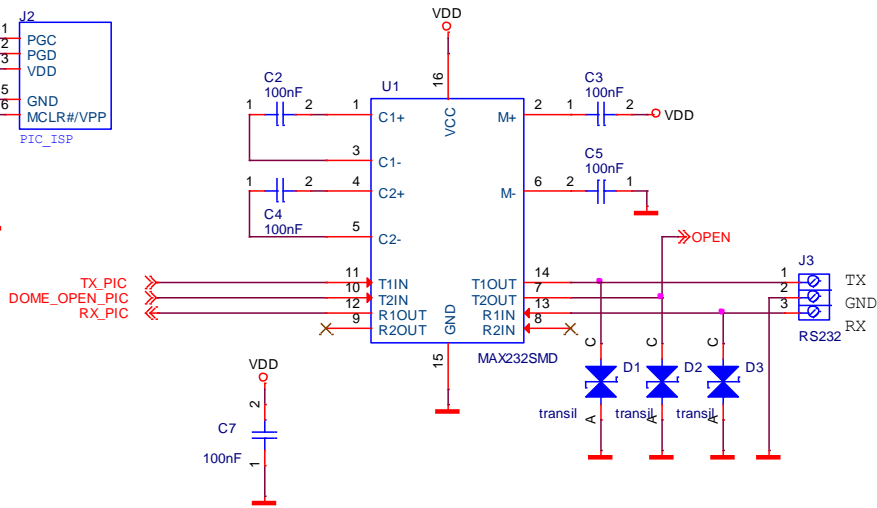 J2
1 PGC
2 PGD
3 VDD
5 GND
6 MCLR#/VPP
PIC_ISP
VDD
C2
100nF
1 2
U1
16
VCC
1 C1+
3 C1-
4 C2+
5 C2-
1 2
C4
100nF
C3
100nF
M+ 2 1 2 VDD
C5
100nF
M- 6 2 1
OPEN
TX_PIC 11 T1IN
DOME_OPEN_PIC 10 T2IN
RX_PIC 12 R1OUT
9 R2OUT
T1OUT 14
T2OUT 7
R1IN 13
R2IN 8
GND
15
MAX232SMD
J3
1 TX
2 GND
3 RX
RS232
C C C
D1 D2 D3
transil transil transil
A A A
VDD
2
C7
100nF
1